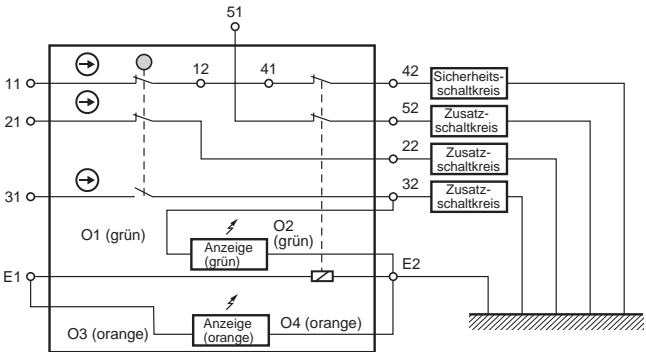 51
11
12
41
42
Sicherheits-
schaltkreis
21
52
Zusatz-
schaltkreis
22
Zusatz-
schaltkreis
31
32
Zusatz-
schaltkreis
O1 (grün)
O2
(grün)
Anzeige
(grün)
E1
E2
O3 (orange)
Anzeige
(orange)
O4 (orange)